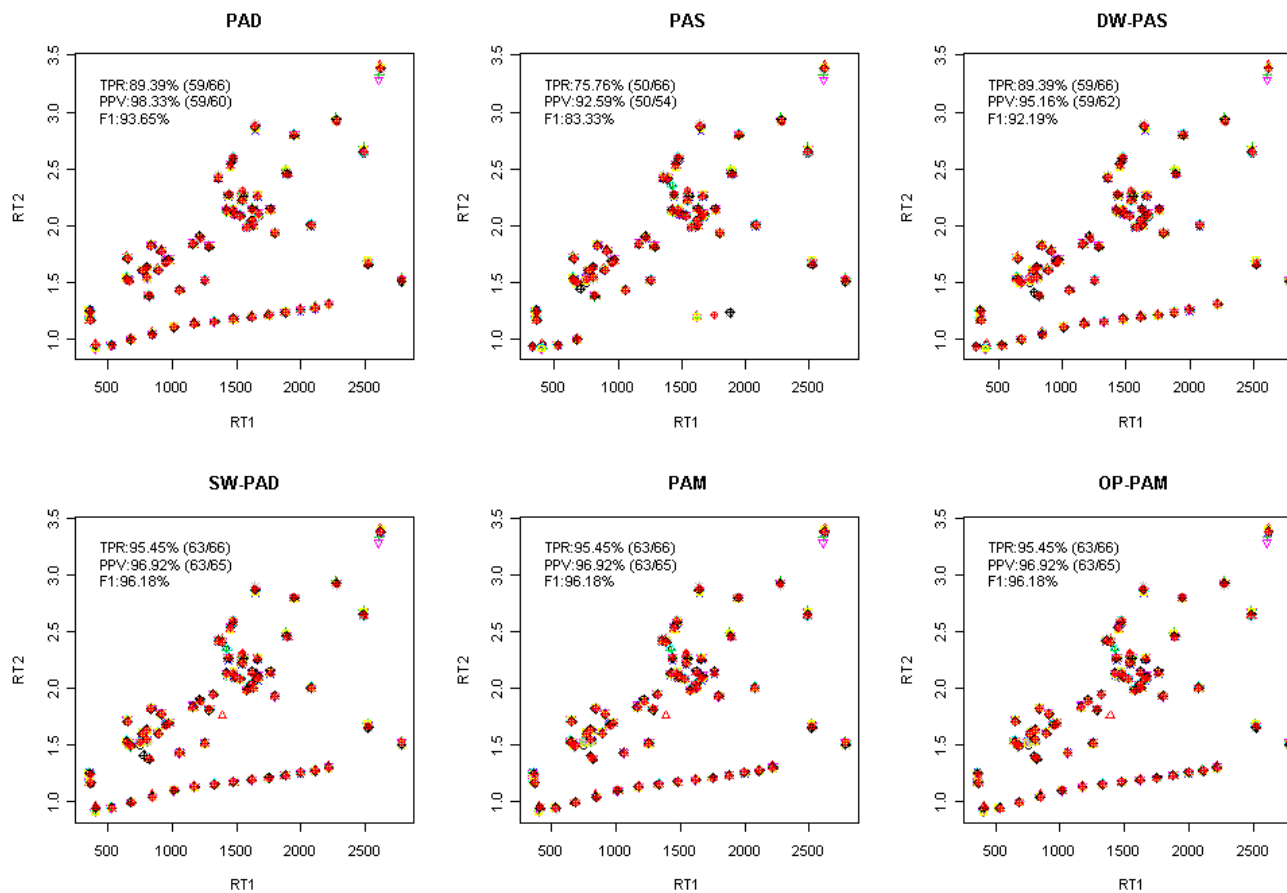 PAD
PAS
DW-PAS
3.5
3.0
2.5
2.0
1.5
1.0
RT2
TPR:89.39% (59/66)
PPV:98.33% (59/60)
F1:93.65%
500
1000
1500
2000
2500
RT1
3.5
3.0
2.5
2.0
1.5
1.0
RT2
TPR:75.76% (50/66)
PPV:92.59% (50/54)
F1:83.33%
500
1000
1500
2000
2500
RT1
3.5
3.0
2.5
2.0
1.5
1.0
RT2
TPR:89.39% (59/66)
PPV:95.16% (59/62)
F1:92.19%
500
1000
1500
2000
2500
RT1
SW-PAD
PAM
OP-PAM
3.5
3.0
2.5
2.0
1.5
1.0
RT2
TPR:95.45% (63/66)
PPV:96.92% (63/65)
F1:96.18%
500
1000
1500
2000
2500
RT1
3.5
3.0
2.5
2.0
1.5
1.0
RT2
TPR:95.45% (63/66)
PPV:96.92% (63/65)
F1:96.18%
500
1000
1500
2000
2500
RT1
3.5
3.0
2.5
2.0
1.5
1.0
RT2
TPR:95.45% (63/66)
PPV:96.92% (63/65)
F1:96.18%
500
1000
1500
2000
2500
RT1